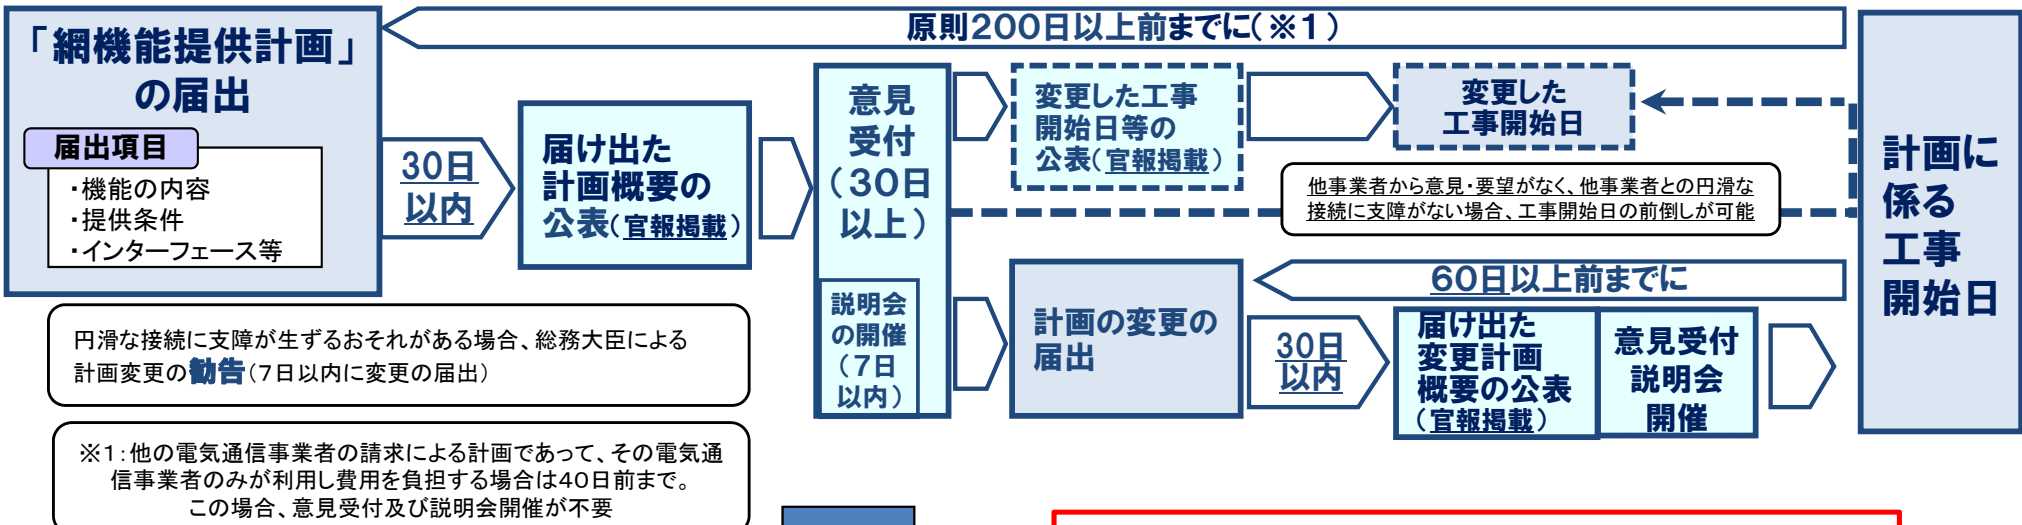 原則200日以上前までに(※1)
「網機能提供計画」
の届出
届出項目
・機能の内容
・提供条件
・インターフェース等
30日
以内
届け出た
計画概要の
公表(官報掲載)
意見
受付
(30日
以上)
説明会
の開催
(7日
以内)
変更した工事
開始日等の
公表(官報掲載)
変更した
工事開始日
他事業者から意見・要望がなく、他事業者との円滑な
接続に支障がない場合、工事開始日の前倒しが可能
計画の変更の
届出
60日以上前までに
30日
以内
届け出た
変更計画
概要の公表
(官報掲載)
意見受付
説明会
開催
計画に
係る
工事
開始日
円滑な接続に支障が生ずるおそれがある場合、総務大臣による
計画変更の勧告(7日以内に変更の届出)
※1:他の電気通信事業者の請求による計画であって、その電気通
信事業者のみが利用し費用を負担する場合は40日前まで。
この場合、意見受付及び説明会開催が不要